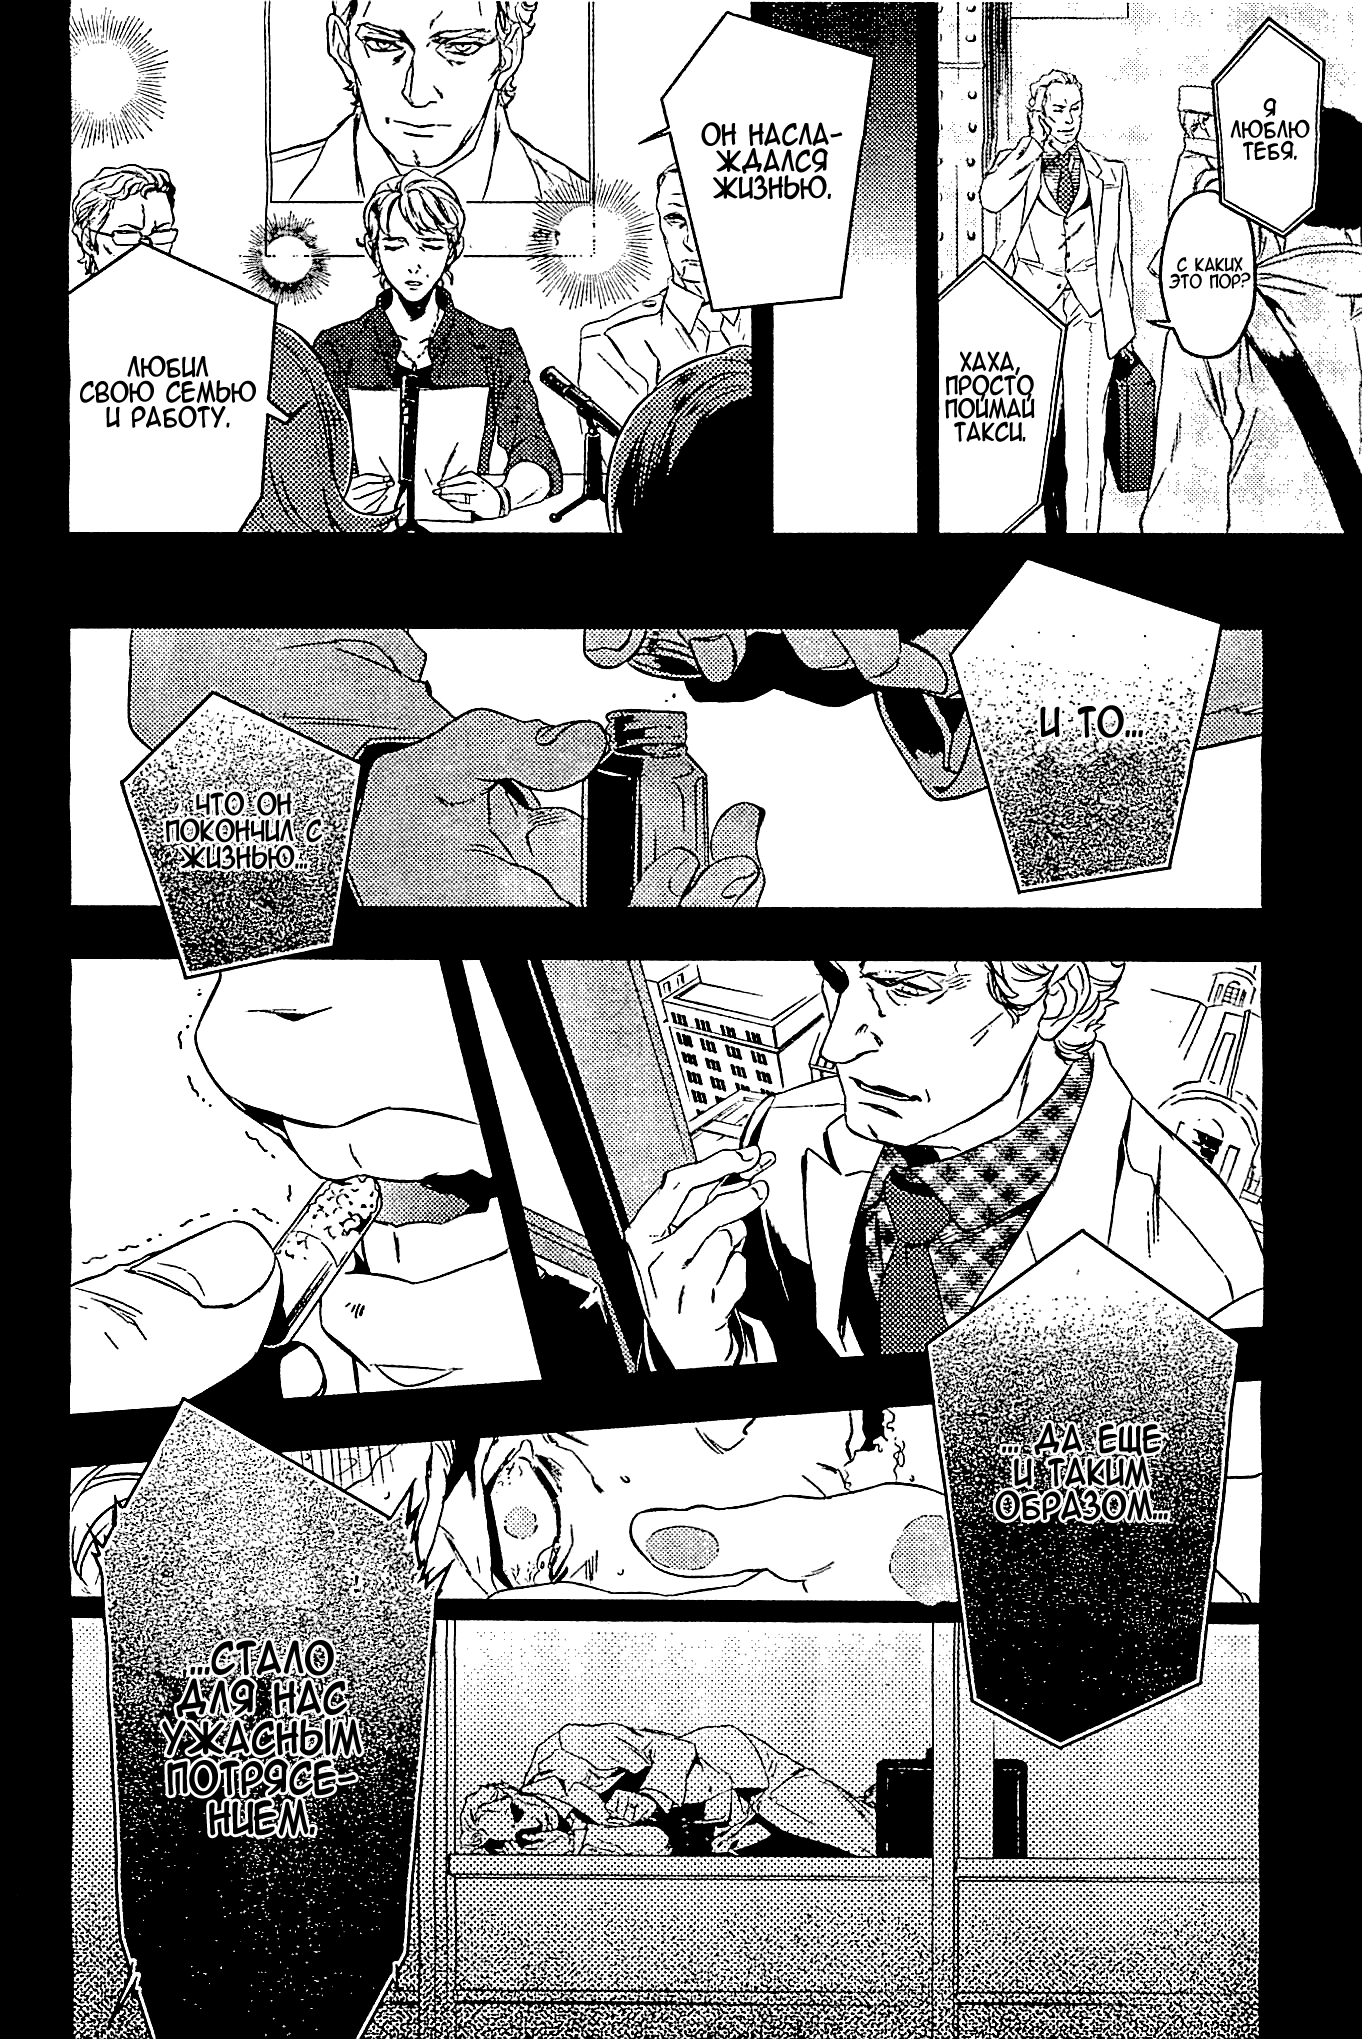 Я
ЛЮБЛЮ
ТЕБЯ.
С КАКИХ
ЭТО ПОР?
ХАХА,
ПРОСТО
ПОЙМАЙ
ТАКСИ.
ОН НАСЛА-
ЖДАЛСЯ
ЖИЗНЬЮ.
ЛЮБИЛ
СВОЮ СЕМЬЮ
И РАБОТУ.
И ТО...
ЧТО ОН
ПОКОНЧИЛ С
ЖИЗНЬЮ...
... ДА ЕЩЕ
И ТАКИМ
ОБРАЗОМ...
...СТАЛО
ДЛЯ НАС
УЖАСНЫМ
ПОТРЯСЕ-
НИЕМ.